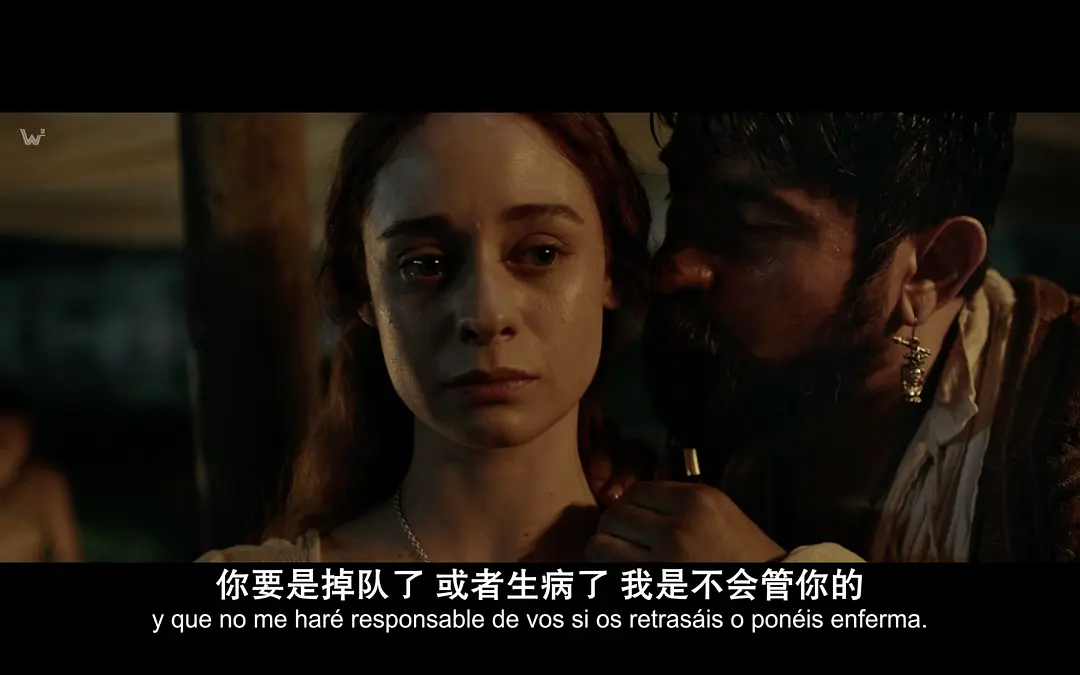 W²
你要是掉队了 或者生病了 我是不会管你的
y que no me haré responsable de vos si os retrasáis o ponéis enferma.